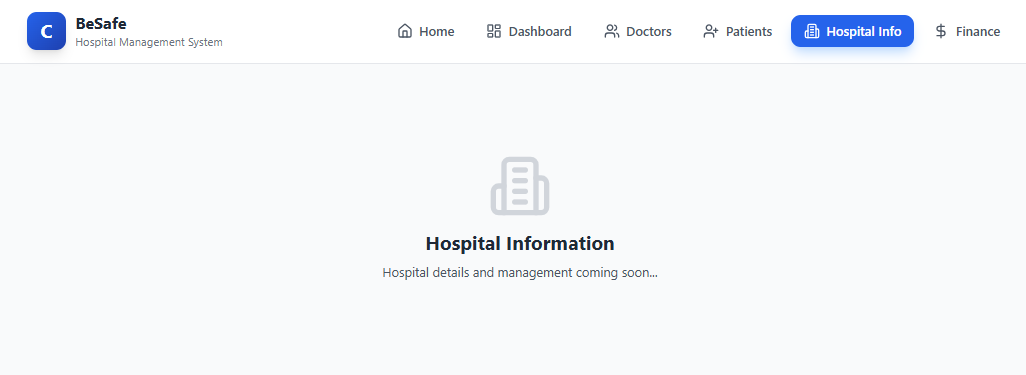 C
BeSafe
Hospital Management System
Home
Dashboard
Doctors
Patients
Hospital Info
Finance
Hospital Information
Hospital details and management coming soon...